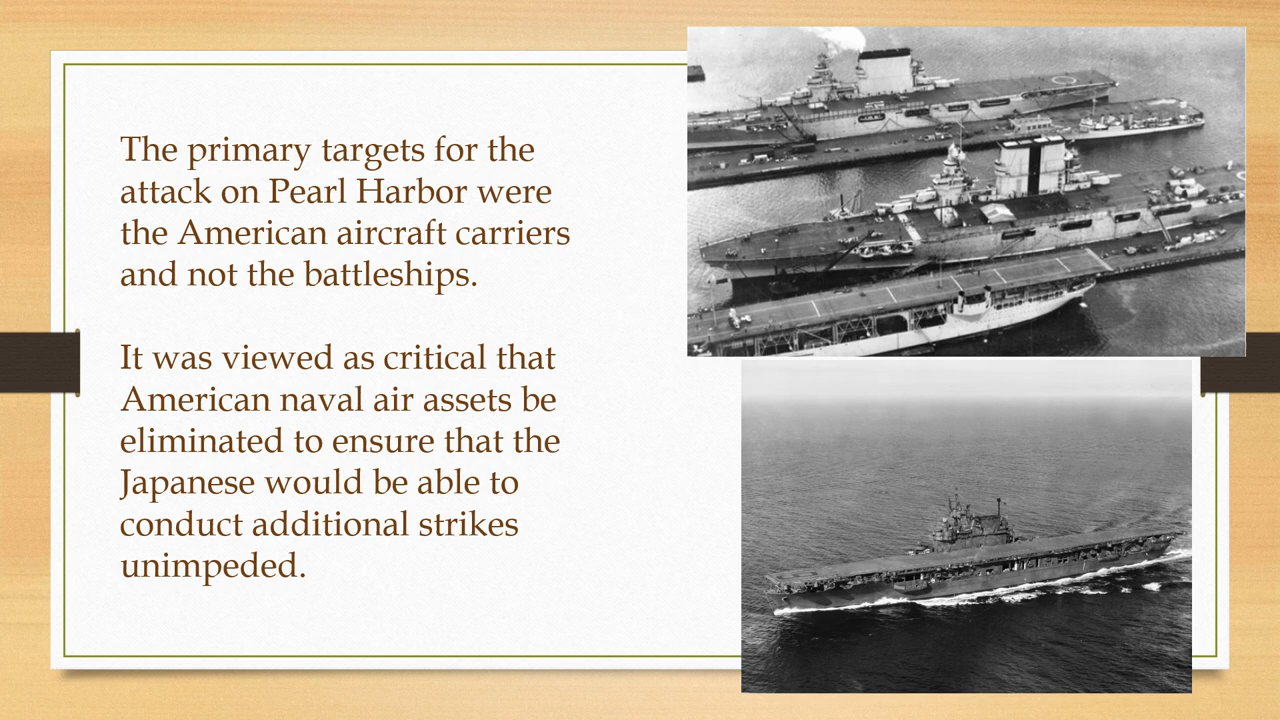 The primary targets for the
attack on Pearl Harbor were
the American aircraft carriers
and not the battleships.
It was viewed as critical that
American naval air assets be
eliminated to ensure that the
Japanese would be able to
conduct additional strikes
unimpeded.